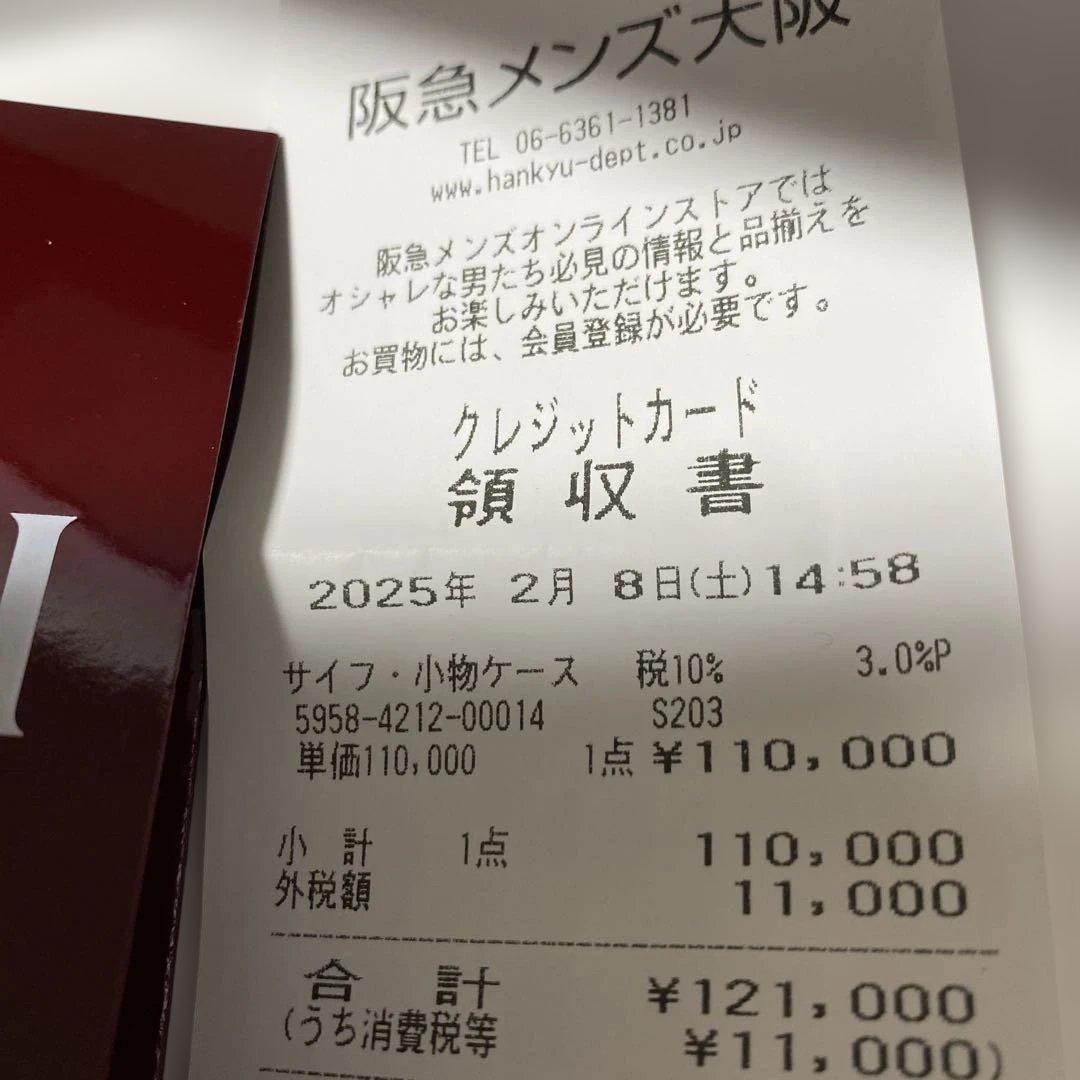 阪急メンズ大阪
TEL 06-6361-1381
www.hankyu-dept.co.jp
阪急メンズオンラインストアでは
オシャレな男たち必見の情報と品揃えを
お楽しみいただけます。
お買物には、会員登録が必要です。
クレジットカード
領収書
2025年 2月 8日(土)14:58
サイフ・小物ケース 税10% 3.0%P
5958-4212-00014 S203
単価110,000 1点 ¥110,000
小 計 1点 110,000
外税額 11,000
合 計 ¥121,000
(うち消費税等 ¥11,000)